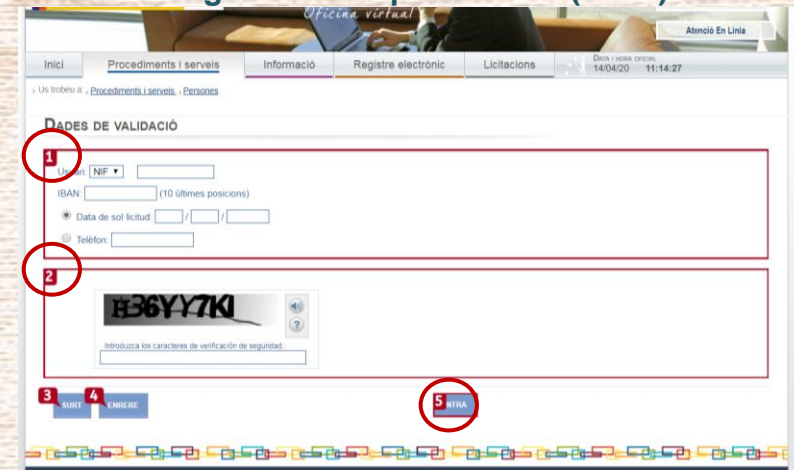 Oficina virtual
Atenció En Línia
Inici Procediments i serveis Informació Registre electrònic Licitacions DATA I HORA OFICIAL
14/04/20 11:14:27
Us trobeu a: Procediments i serveis Persones
DADES DE VALIDACIÓ
1
NIF
IBAN: (10 últimes posicions)
Data de sol·licitud: / /
Telèfon:
2
H36YY7KI
Introduzca los caracteres de verificación de seguridad:
3 SURT 4 ENRERE 5 NTRA